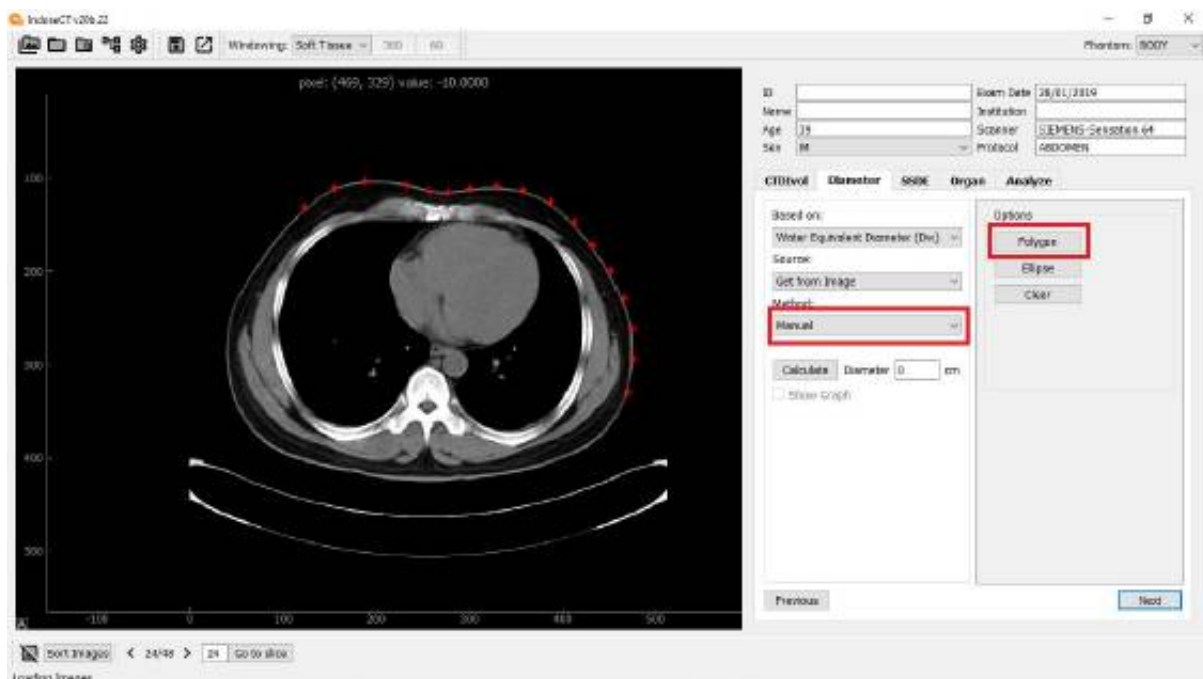 IndoseCT v20b.22
Windowing: Soft Tissue 360 60 Phantom: BODY
pixel: (469, 329) value: -10.0000
ID Exam Date 28/01/2019
Name Institution
Age 39 Scanner SIEMENS-Sensation 64
Sex M Protocol ABDOMEN
CTDIvol Diameter SSDE Organ Analyze
Based on: Options
Water Equivalent Diameter (Dw) Polygon
Source: Ellipse
Get from Image Clear
Method:
Manual
Calculate Diameter 0 cm
Show Graph
100
200
300
400
500
-100 0 100 200 300 400 500
A
Previous Next
Sort Images < 24/48 > 24 Go to slice
Loading Images